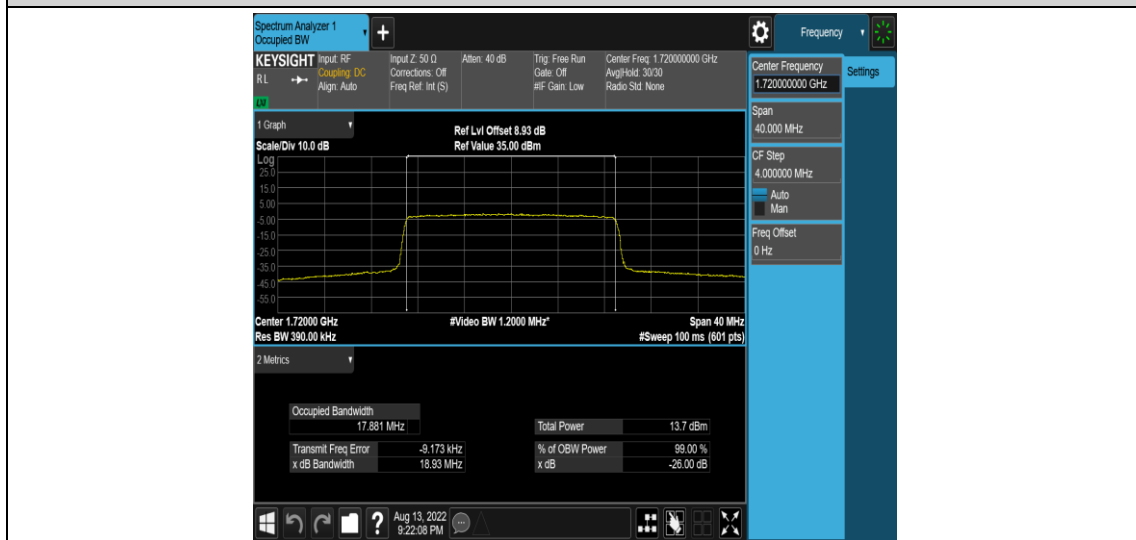 Spectrum Analyzer 1
Occupied BW
Frequency
KEYSIGHT
RL
LXI
Input: RF
Coupling: DC
Align: Auto
Input Z: 50 Ω
Corrections: Off
Freq Ref: Int (S)
Atten: 40 dB
Trig: Free Run
Gate: Off
#IF Gain: Low
Center Freq: 1.720000000 GHz
Avg|Hold: 30/30
Radio Std: None
Center Frequency
1.720000000 GHz
Settings
Span
40.000 MHz
CF Step
4.000000 MHz
Auto
Man
Freq Offset
0 Hz
1 Graph
Scale/Div 10.0 dB
Ref Lvl Offset 8.93 dB
Ref Value 35.00 dBm
Log
25.0
15.0
5.00
-5.00
-15.0
-25.0
-35.0
-45.0
-55.0
Center 1.72000 GHz
#Video BW 1.2000 MHz*
Span 40 MHz
Res BW 390.00 kHz
#Sweep 100 ms (601 pts)
2 Metrics
Occupied Bandwidth
17.881 MHz
Total Power 13.7 dBm
Transmit Freq Error -9.173 kHz
% of OBW Power 99.00 %
x dB Bandwidth 18.93 MHz
x dB -26.00 dB
?
Aug 13, 2022
9:22:08 PM